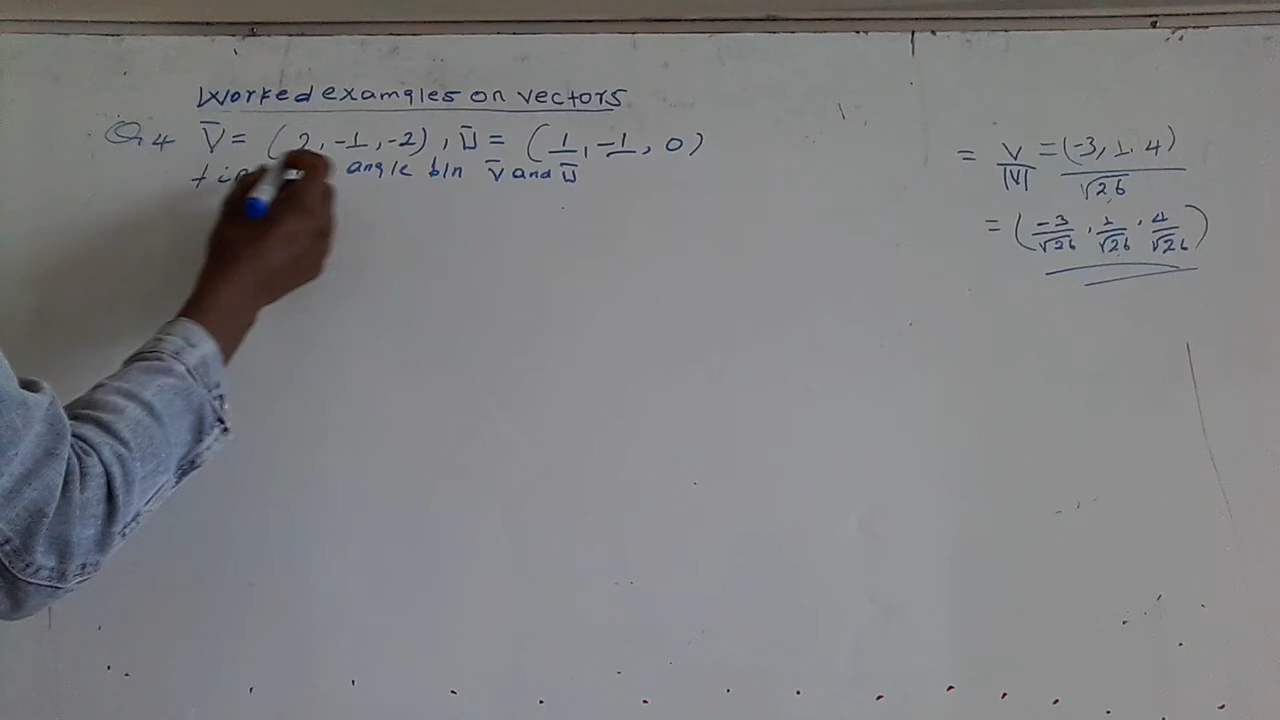 Worked examples on vectors
Q4 V̅ = (2, -1, -2), U̅ = (1, -1, 0)
angle b/n V̅ and U̅
= V/|V| = (-3, 1, 4)/√26
= (-3/√26, 1/√26, 4/√26)